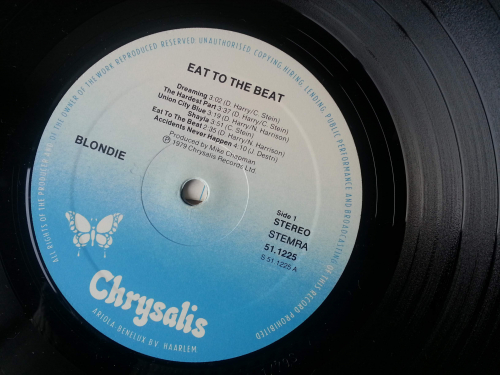 ALL RIGHTS OF THE PRODUCER AND OF THE OWNER OF THE WORK REPRODUCED RESERVED UNAUTHORISED COPYING, HIRING, LENDING, PUBLIC PERFORMANCE AND BROADCASTING OF THIS RECORD PROHIBITED
EAT TO THE BEAT
Dreaming 3:02 (D. Harry/C. Stein)
The Hardest Part 3:37 (D. Harry/C. Stein)
Union City Blue 3:19 (D. Harry/N. Harrison)
Shayla 3:51 (C. Stein)
Eat To The Beat 2:35 (D. Harry/N. Harrison)
Accidents Never Happen 4:10 (J. Destri)
Produced by Mike Chapman
℗ 1979 Chrysalis Records Ltd.
BLONDIE
Side 1
STEREO
STEMRA
51.1225
S 51 1225 A
Chrysalis
ARIOLA BENELUX B.V. HAARLEM